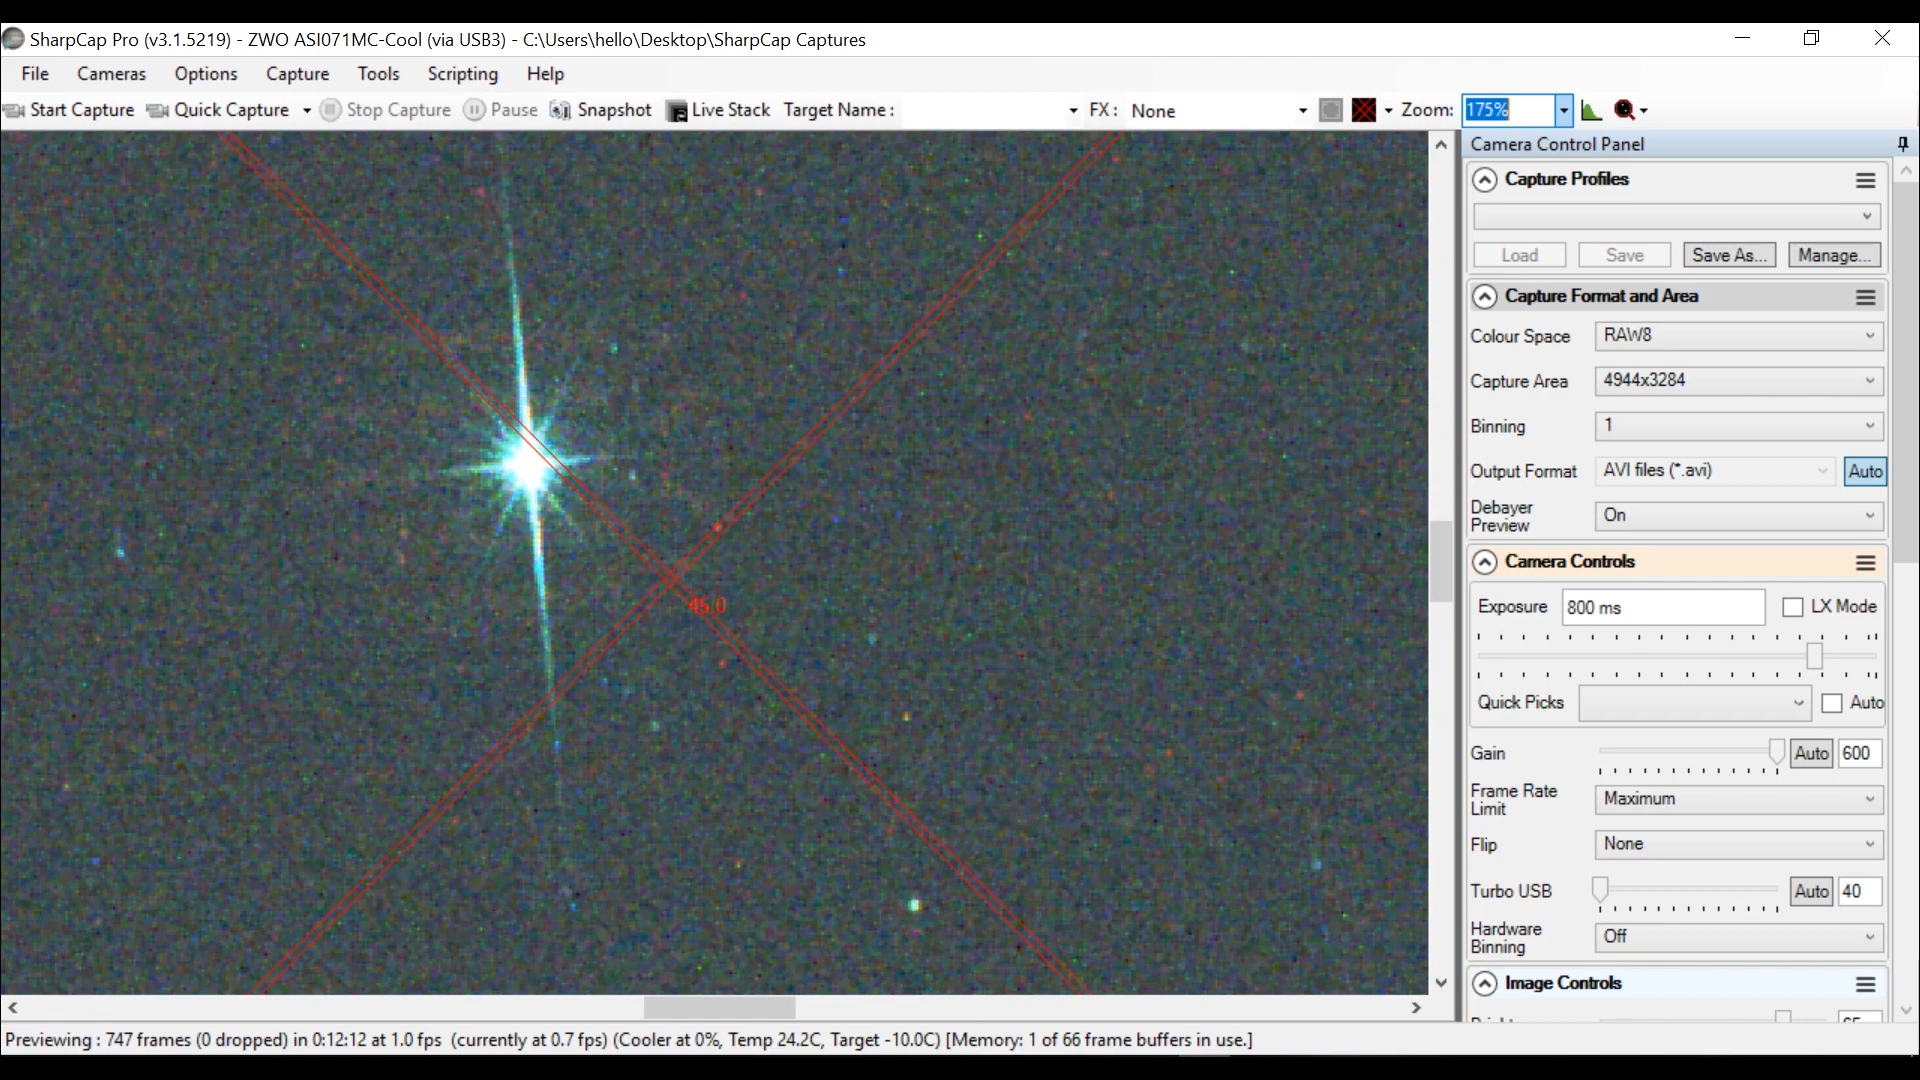 SharpCap Pro (v3.1.5219) - ZWO ASI071MC-Cool (via USB3) - C:\Users\hello\Desktop\SharpCap Captures
File Cameras Options Capture Tools Scripting Help
Start Capture Quick Capture Stop Capture Pause Snapshot Live Stack Target Name : FX : None Zoom: 175%
45.0
Camera Control Panel
Capture Profiles
Load Save Save As... Manage...
Capture Format and Area
Colour Space RAW8
Capture Area 4944x3284
Binning 1
Output Format AVI files (*.avi) Auto
Debayer
Preview On
Camera Controls
Exposure 800 ms LX Mode
Quick Picks Auto
Gain Auto 600
Frame Rate
Limit Maximum
Flip None
Turbo USB Auto 40
Hardware
Binning Off
Image Controls
Previewing : 747 frames (0 dropped) in 0:12:12 at 1.0 fps (currently at 0.7 fps) (Cooler at 0%, Temp 24.2C, Target -10.0C) [Memory: 1 of 66 frame buffers in use.]